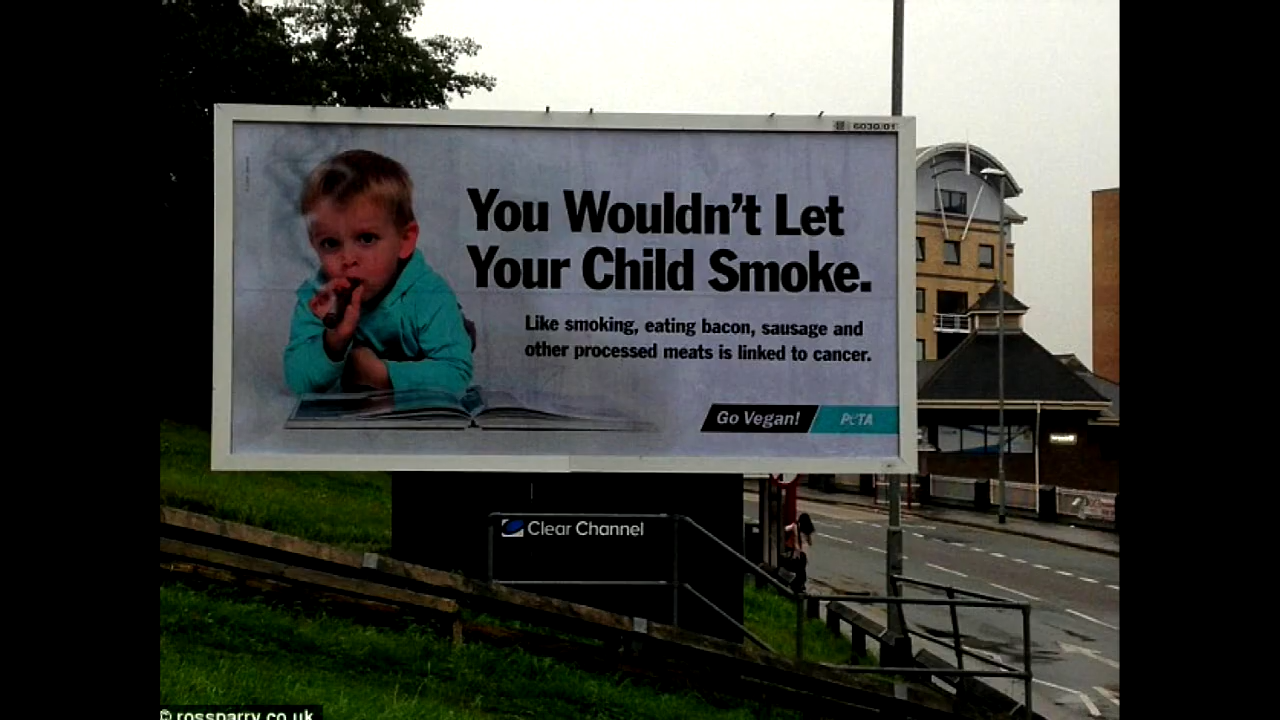 6030/01
You Wouldn't Let
Your Child Smoke.
Like smoking, eating bacon, sausage and
other processed meats is linked to cancer.
Go Vegan! PETA
Clear Channel
© rossparry.co.uk